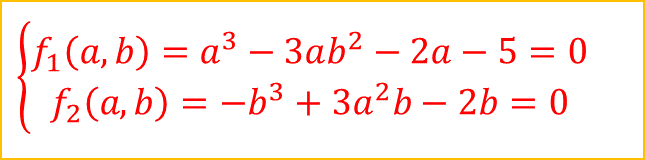 f₁(a, b) = a³ − 3ab² − 2a − 5 = 0
f₂(a, b) = −b³ + 3a²b − 2b = 0